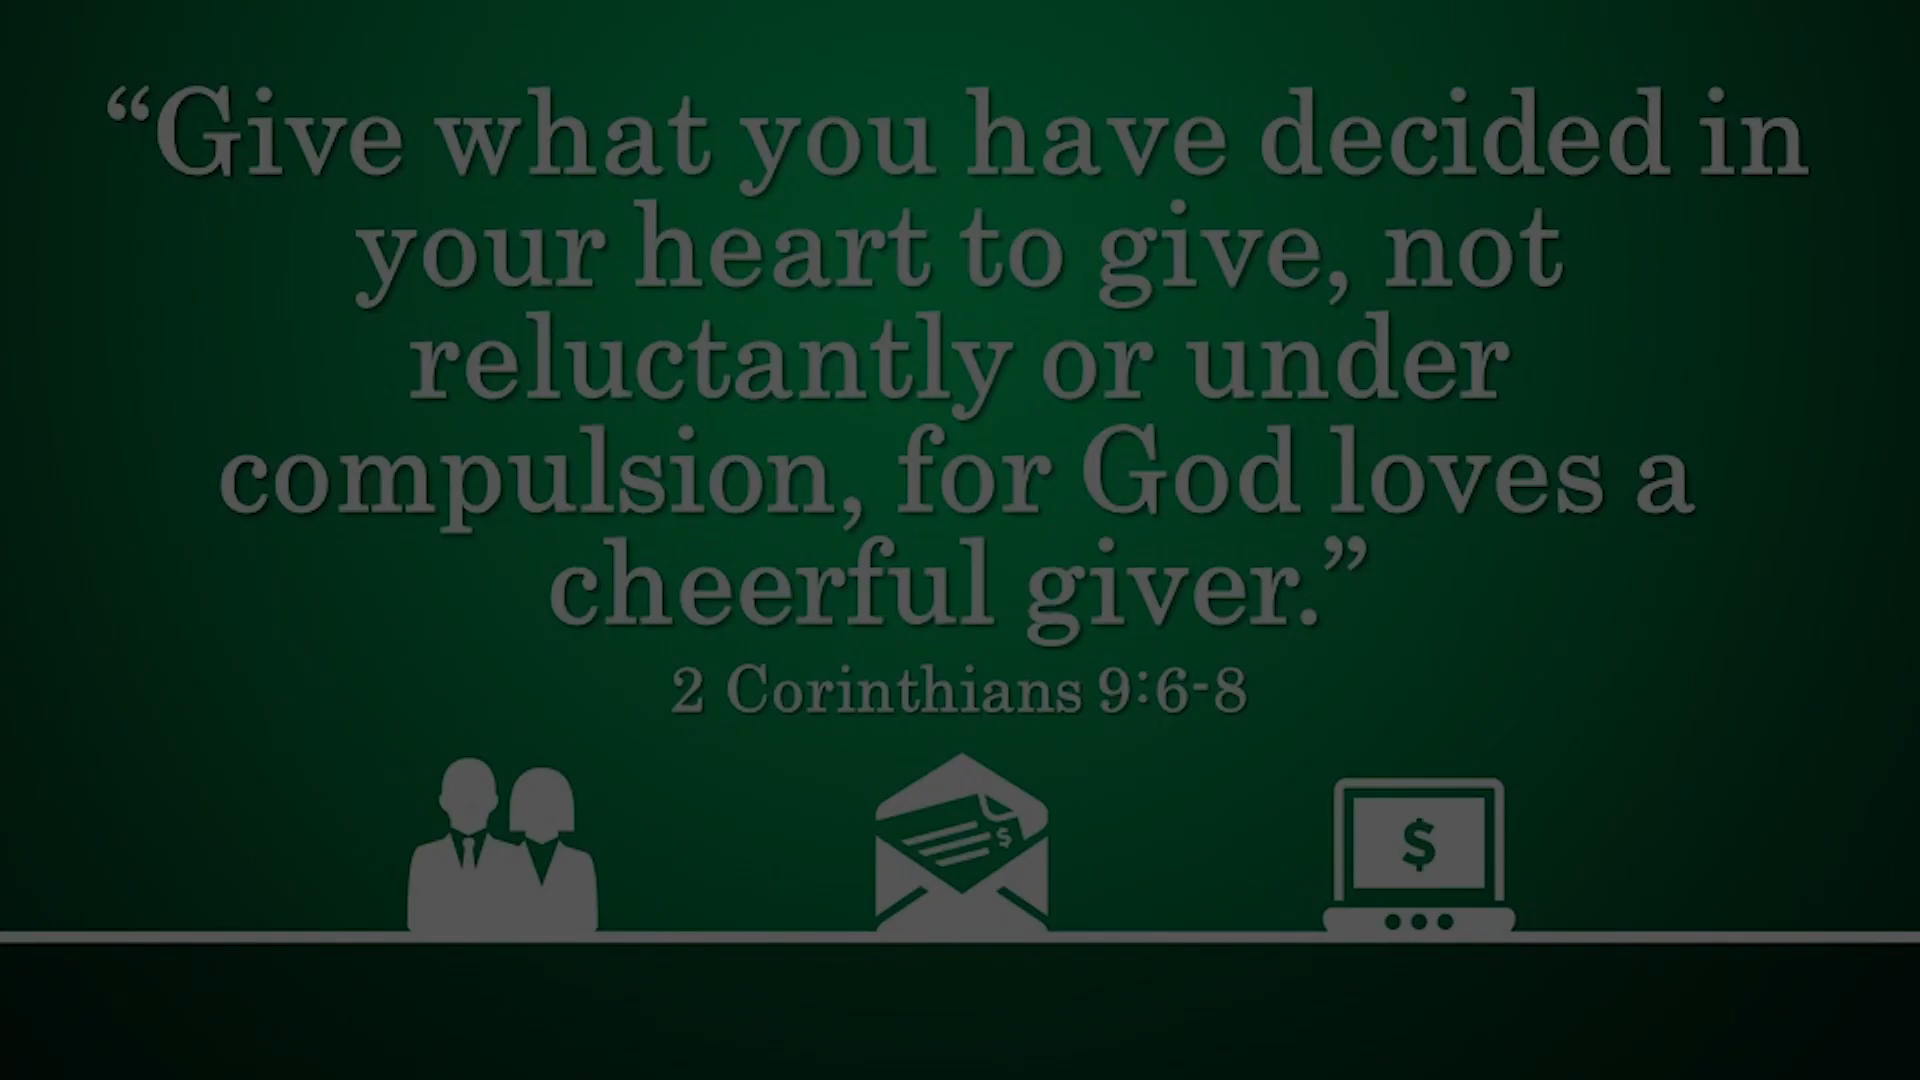 “Give what you have decided in
your heart to give, not
reluctantly or under
compulsion, for God loves a
cheerful giver.”
2 Corinthians 9:6-8
$
$